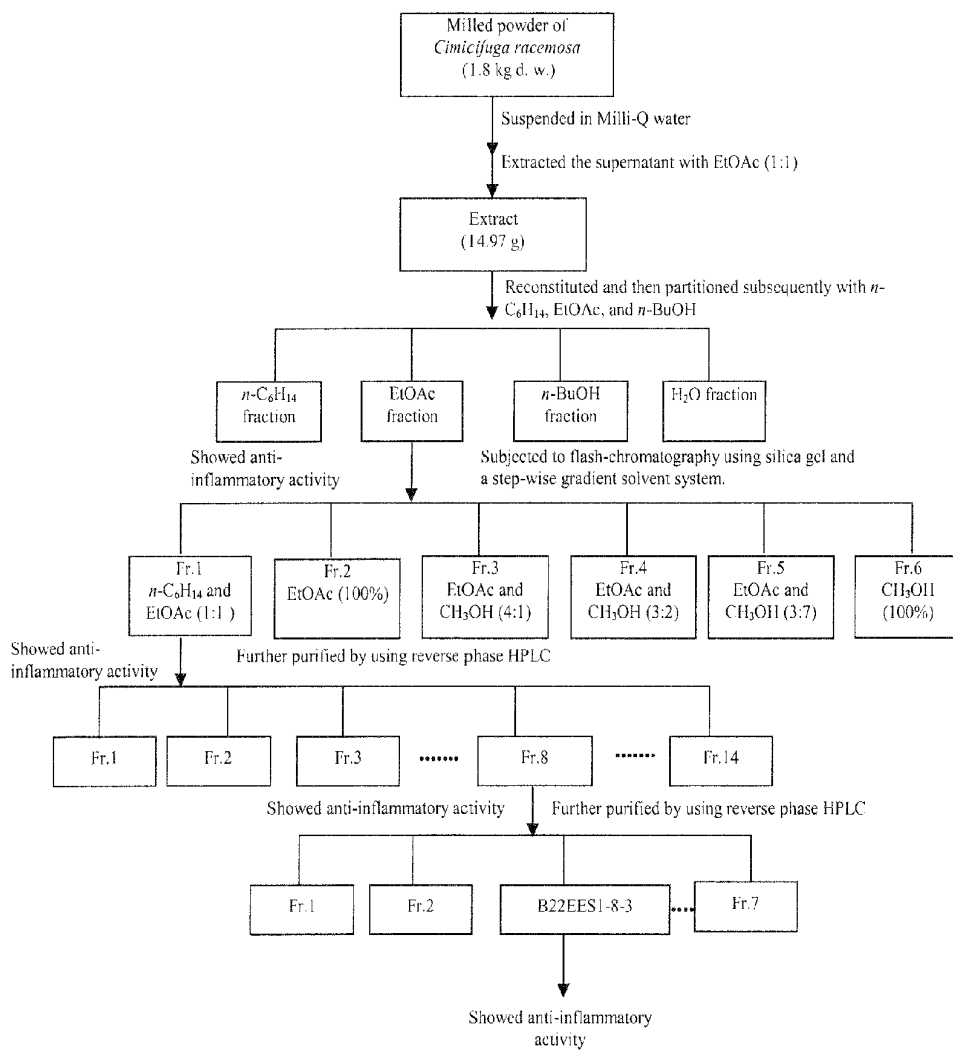 Milled powder of
Cimicifuga racemosa
(1.8 kg d. w.)
Suspended in Milli-Q water
Extracted the supernatant with EtOAc (1:1)
Extract
(14.97 g)
Reconstituted and then partitioned subsequently with n-
C₆H₁₄, EtOAc, and n-BuOH
n-C₆H₁₄
fraction
EtOAc
fraction
n-BuOH
fraction
H₂O fraction
Showed anti-
inflammatory activity
Subjected to flash-chromatography using silica gel and
a step-wise gradient solvent system.
Fr.1
n-C₆H₁₄ and
EtOAc (1:1)
Fr.2
EtOAc (100%)
Fr.3
EtOAc and
CH₃OH (4:1)
Fr.4
EtOAc and
CH₃OH (3:2)
Fr.5
EtOAc and
CH₃OH (3:7)
Fr.6
CH₃OH
(100%)
Showed anti-
inflammatory activity
Further purified by using reverse phase HPLC
Fr.1
Fr.2
Fr.3
.......
Fr.8
.......
Fr.14
Showed anti-inflammatory activity
Further purified by using reverse phase HPLC
Fr.1
Fr.2
B22EES1-8-3
....
Fr.7
Showed anti-inflammatory
activity